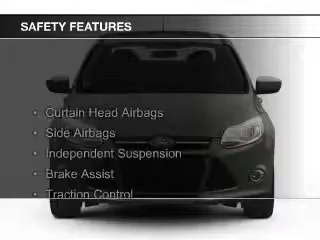 SAFETY FEATURES
• Curtain Head Airbags
• Side Airbags
• Independent Suspension
• Brake Assist
• Traction Control